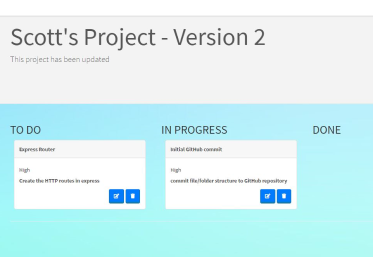 Scott's Project - Version 2
This project has been updated
TO DO
IN PROGRESS
DONE
Express Router
High
Create the HTTP routes in express
Initial GitHub commit
High
commit file/folder structure to GitHub repository